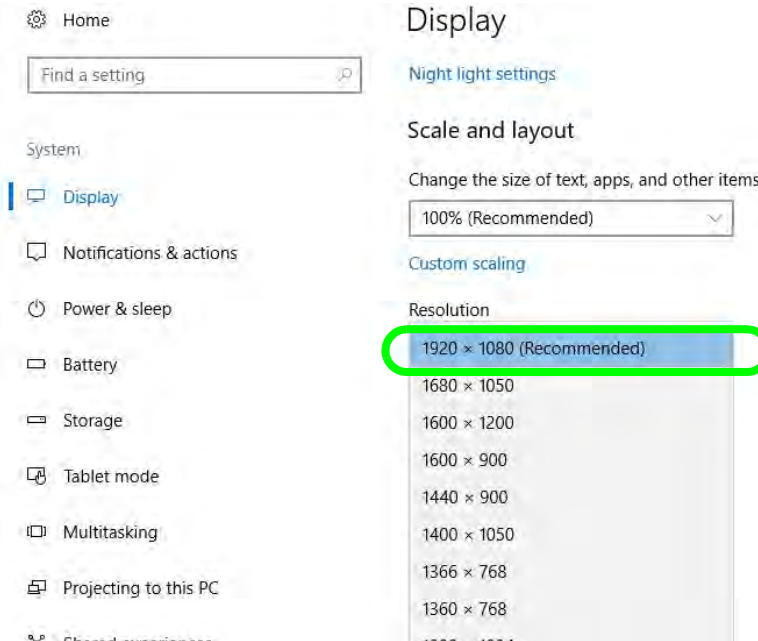 Home
Find a setting
System
Display
Notifications & actions
Power & sleep
Battery
Storage
Tablet mode
Multitasking
Projecting to this PC
Shared experiences
Display
Night light settings
Scale and layout
Change the size of text, apps, and other items
100% (Recommended)
Custom scaling
Resolution
1920 × 1080 (Recommended)
1680 × 1050
1600 × 1200
1600 × 900
1440 × 900
1400 × 1050
1366 × 768
1360 × 768